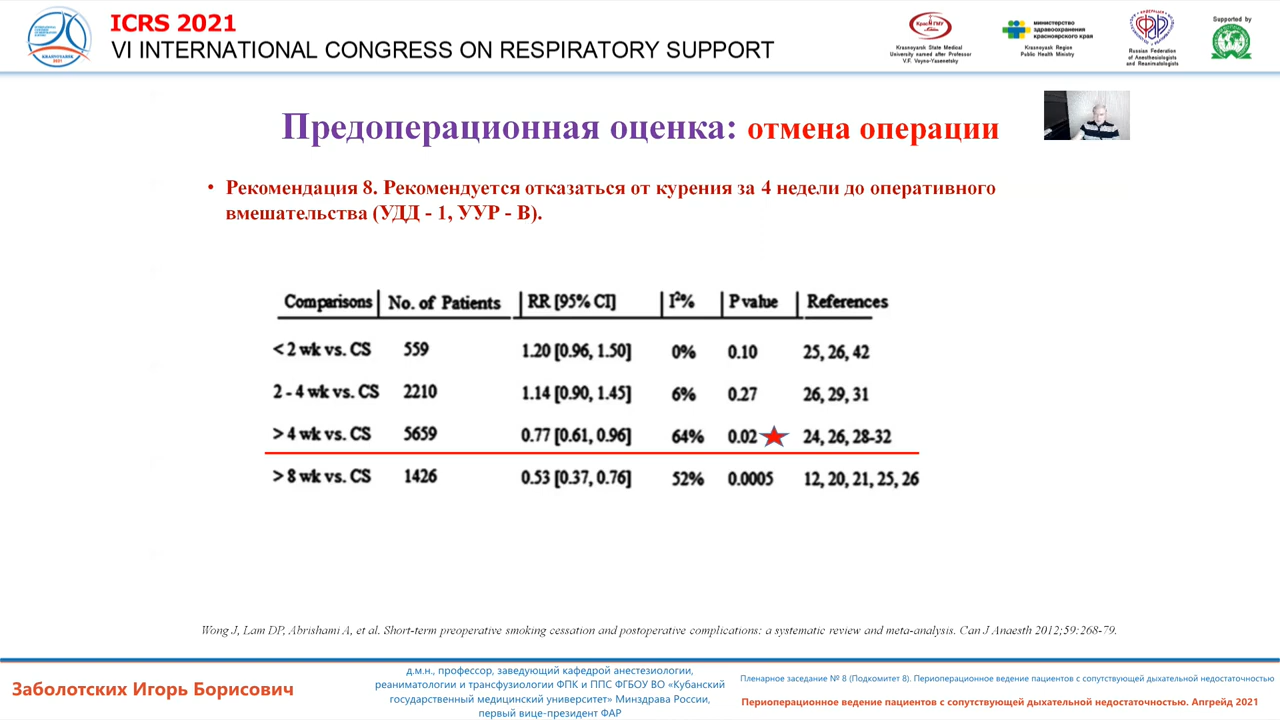 ICRS 2021
VI INTERNATIONAL CONGRESS ON RESPIRATORY SUPPORT
KRASNOYARSK
2021
Krasnoyarsk State Medical
University named after Professor
V.F. Voyno-Yasenetsky
министерство
здравоохранения
красноярского края
Krasnoyarsk Region
Public Health Ministry
Russian Federation
of Anesthesiologists
and Reanimatologists
Supported by
Предоперационная оценка: отмена операции
• Рекомендация 8. Рекомендуется отказаться от курения за 4 недели до оперативного
вмешательства (УДД - 1, УУР - В).
Comparisons No. of Patients RR [95% CI] I²% P value References
< 2 wk vs. CS 559 1.20 [0.96, 1.50] 0% 0.10 25, 26, 42
2 - 4 wk vs. CS 2210 1.14 [0.90, 1.45] 6% 0.27 26, 29, 31
> 4 wk vs. CS 5659 0.77 [0.61, 0.96] 64% 0.02 24, 26, 28-32
> 8 wk vs. CS 1426 0.53 [0.37, 0.76] 52% 0.0005 12, 20, 21, 25, 26
Wong J, Lam DP, Abrishami A, et al. Short-term preoperative smoking cessation and postoperative complications: a systematic review and meta-analysis. Can J Anaesth 2012;59:268-79.
Заболотских Игорь Борисович
д.м.н., профессор, заведующий кафедрой анестезиологии,
реаниматологии и трансфузиологии ФПК и ППС ФГБОУ ВО «Кубанский
государственный медицинский университет» Минздрава России,
первый вице-президент ФАР
Пленарное заседание № 8 (Подкомитет 8). Периоперационное ведение пациентов с сопутствующей дыхательной недостаточностью
Периоперационное ведение пациентов с сопутствующей дыхательной недостаточностью. Апгрейд 2021